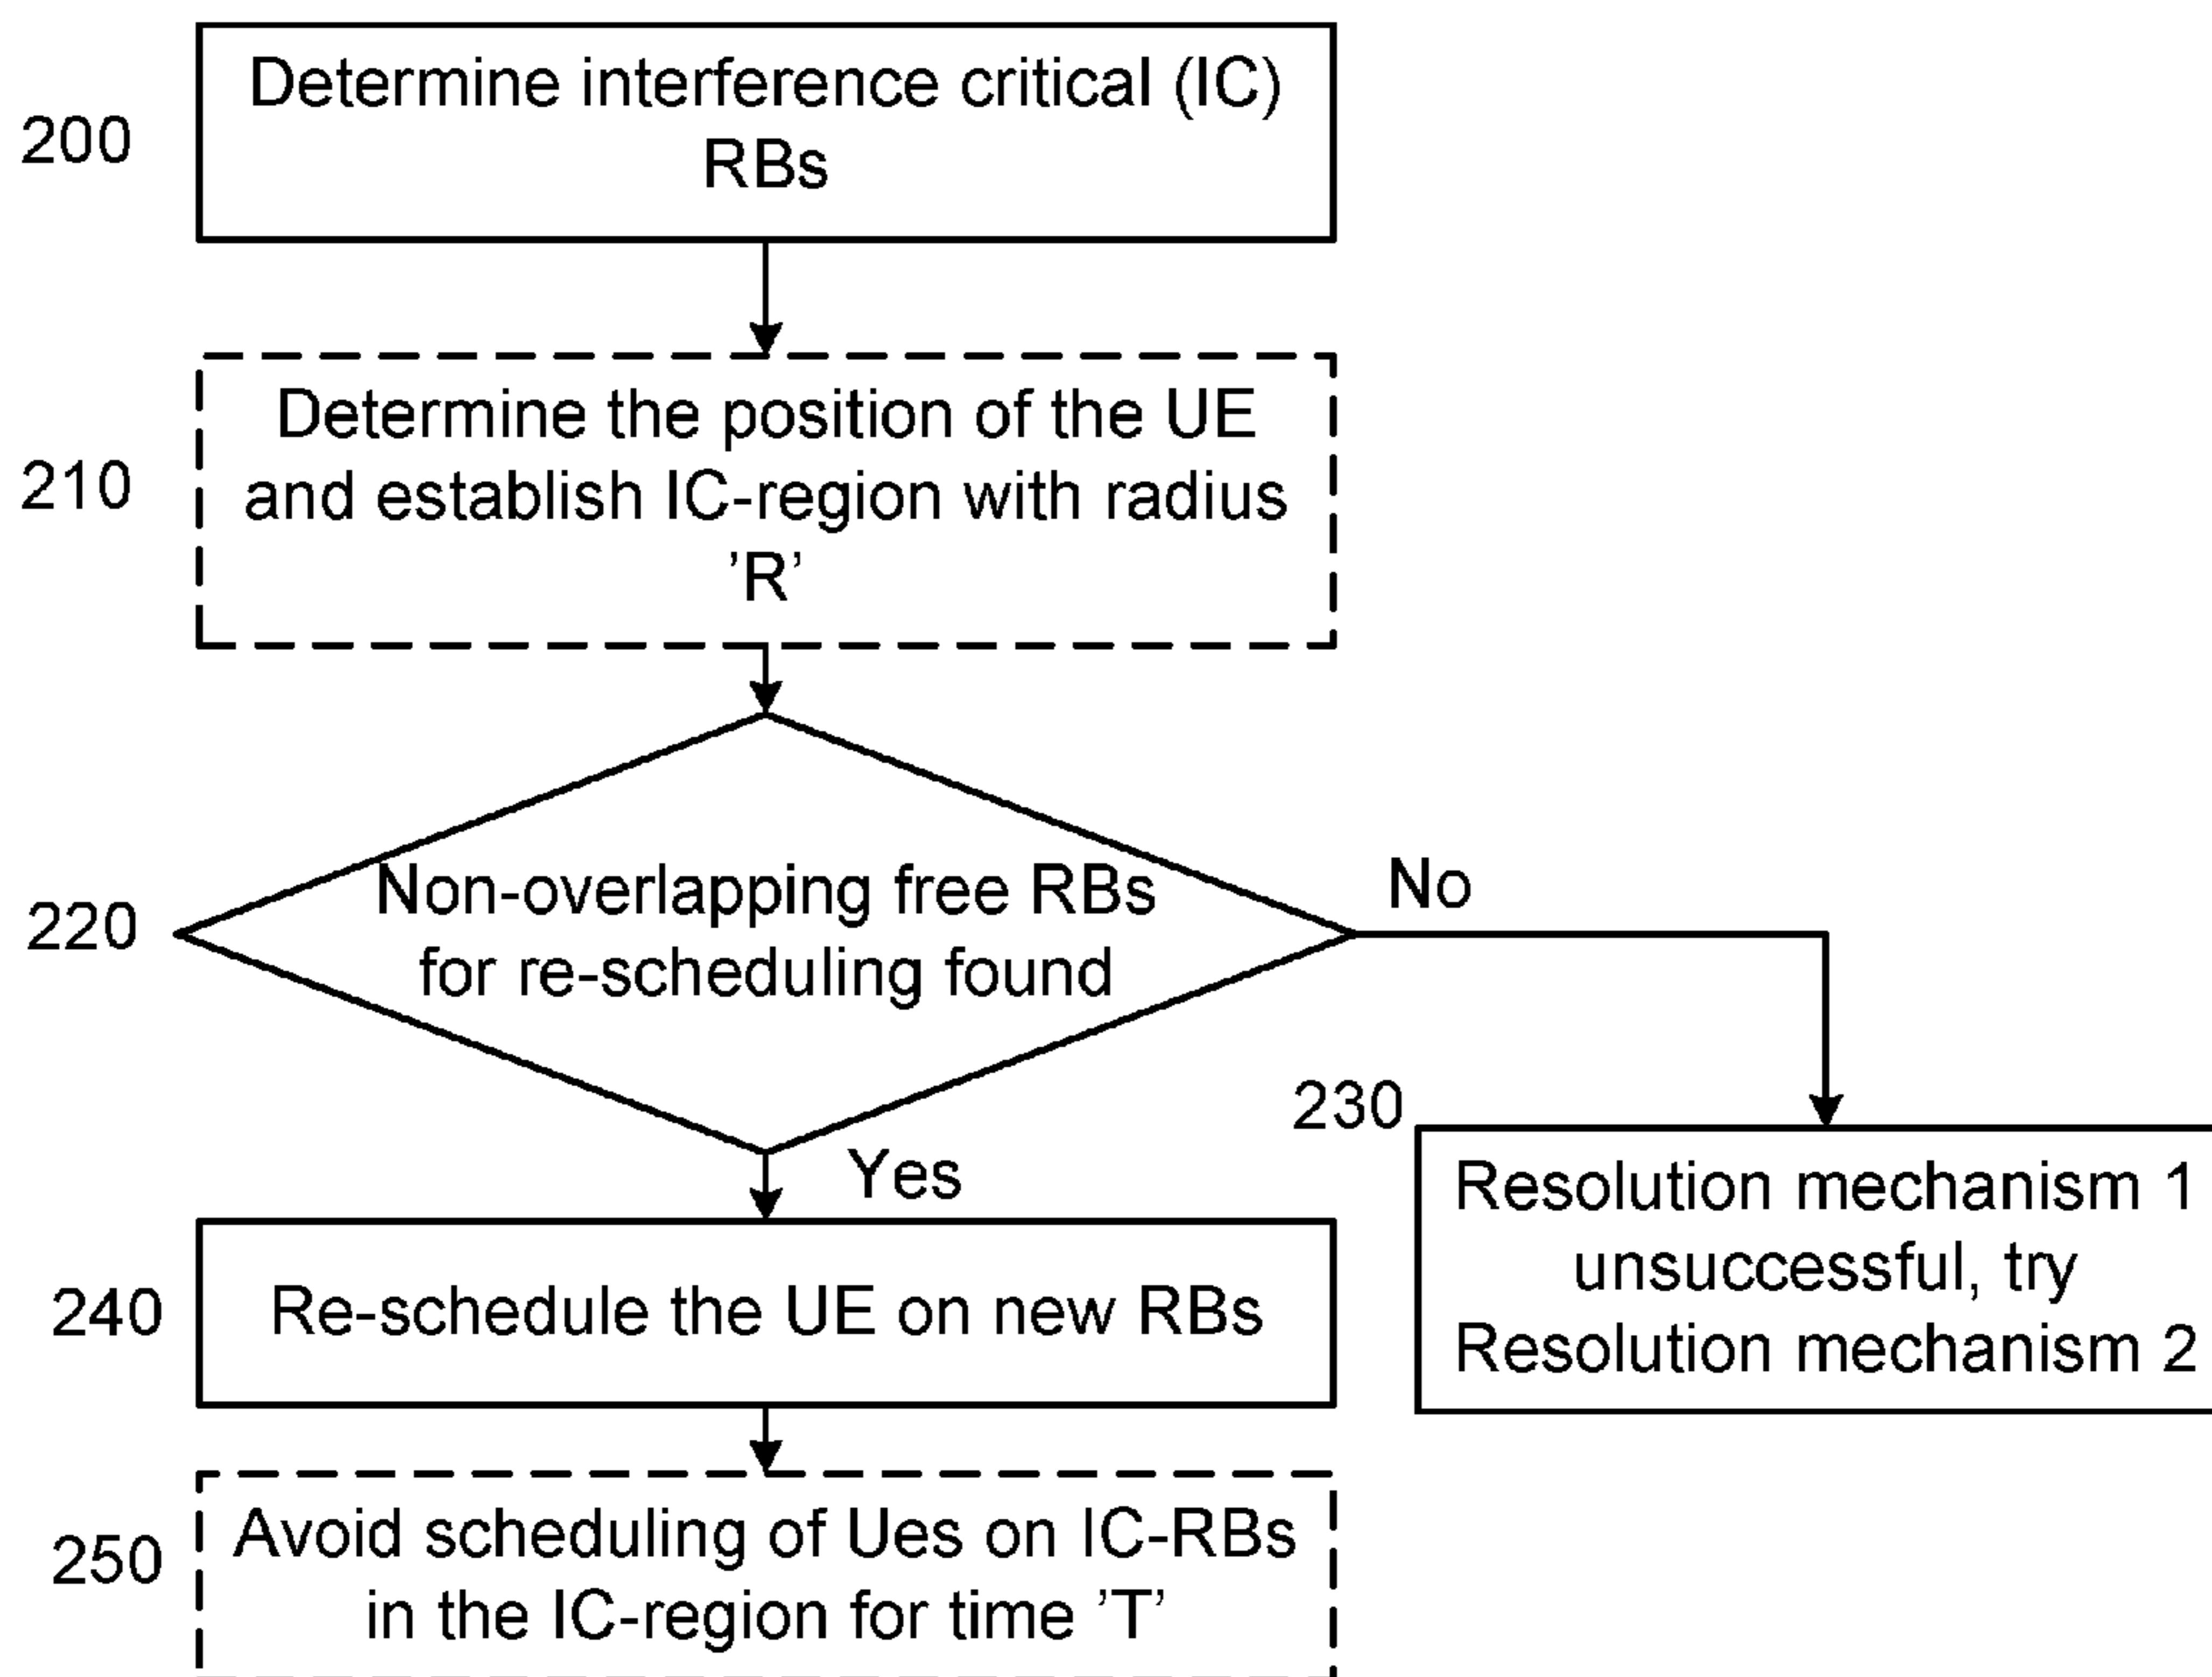 200
Determine interference critical (IC)
RBs
210
Determine the position of the UE
and establish IC-region with radius
’R’
220
Non-overlapping free RBs
for re-scheduling found
No
Yes
230
Resolution mechanism 1
unsuccessful, try
Resolution mechanism 2
240
Re-schedule the UE on new RBs
250
Avoid scheduling of Ues on IC-RBs
in the IC-region for time ’T’